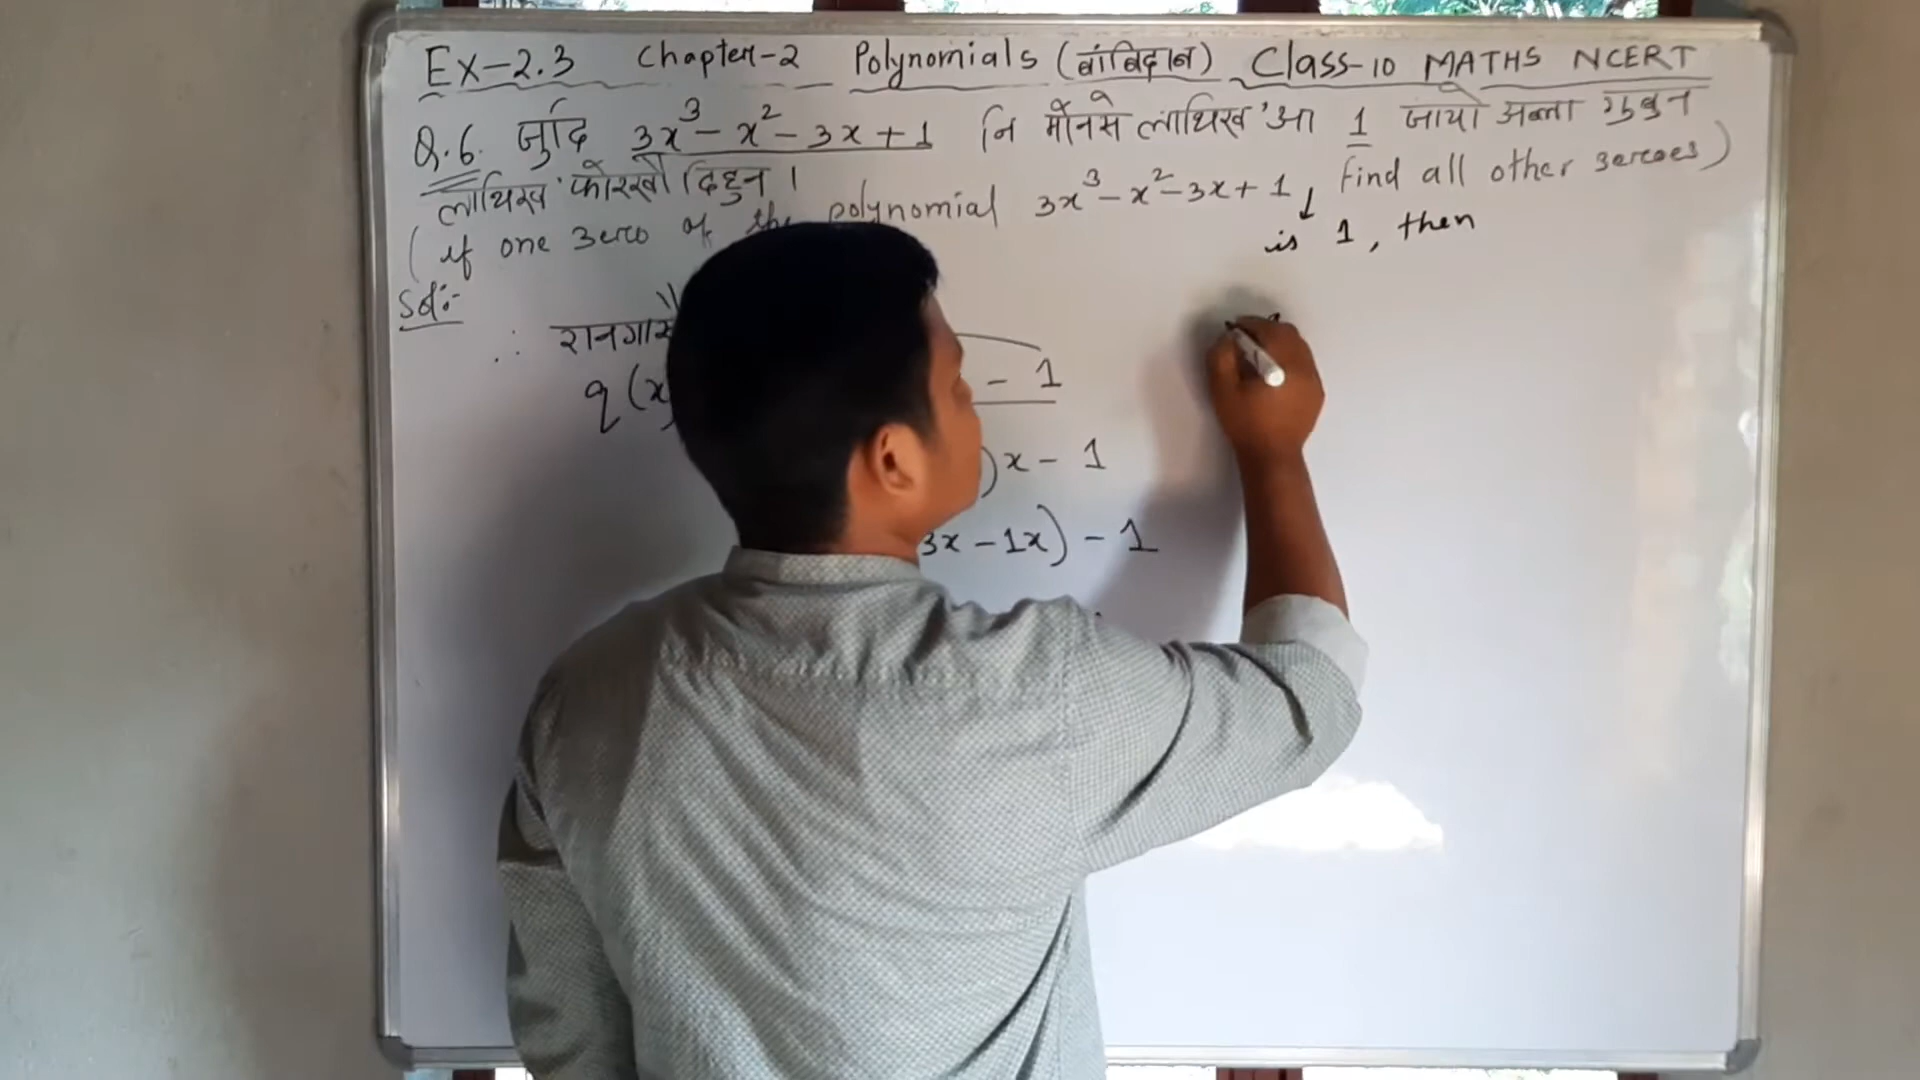 Ex-2.3 Chapter-2 Polynomials (बांबिदान) Class-10 MATHS NCERT
Q.6. जुदि 3x³ - x² - 3x + 1 नि मोनसे लाथिख'आ 1 जायो अब्ला गुबुन
लाथिख'फोरखौ दिहुन।
(if one zero of the polynomial 3x³ - x² - 3x + 1, find all other zeroes)
is 1, then
Sol:-
∴ रानगा
q(x - 1
)x - 1
3x - 1x) - 1